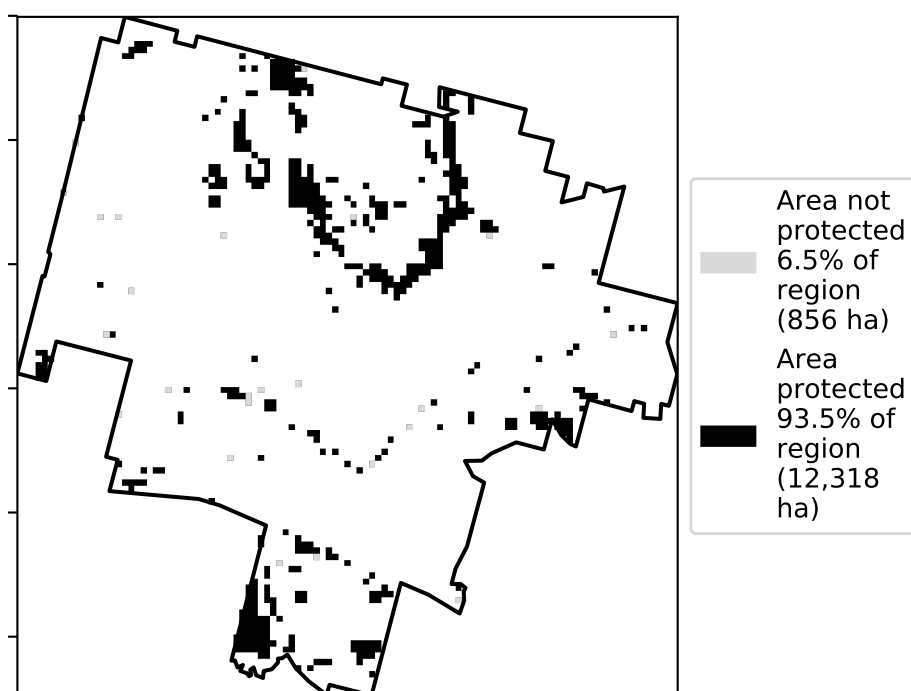 Area not
protected
6.5% of
region
(856 ha)
Area
protected
93.5% of
region
(12,318
ha)